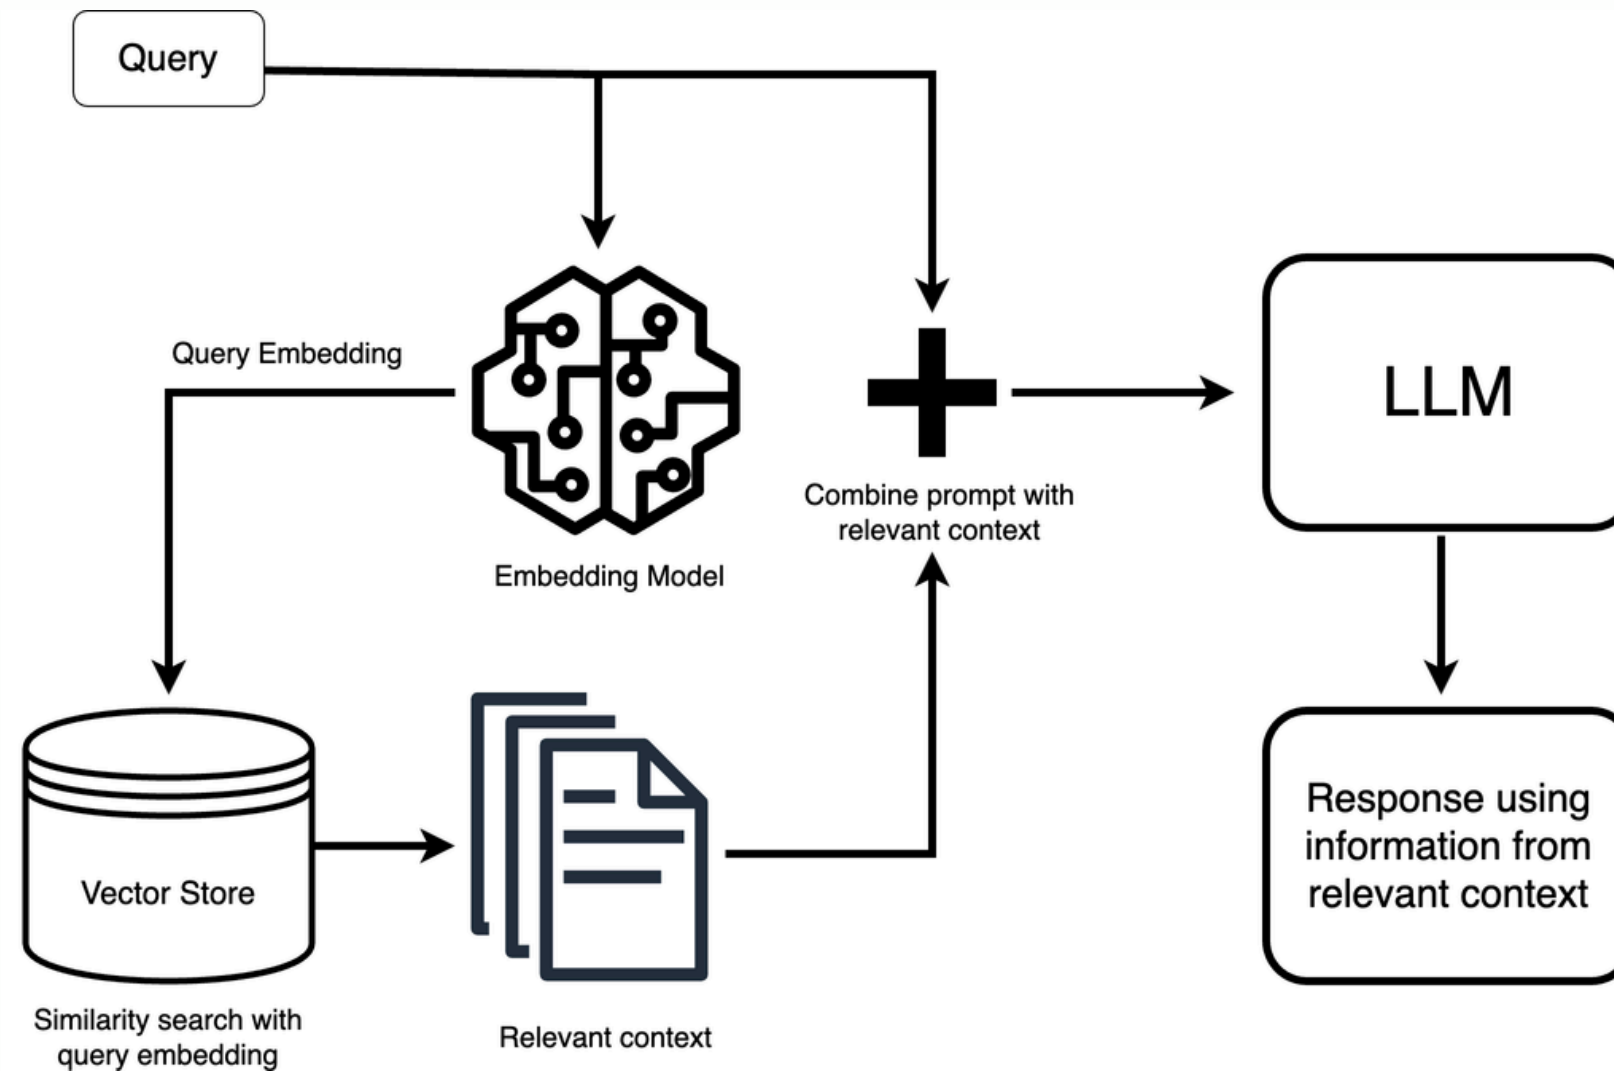 Query
Query Embedding
LLM
Combine prompt with
relevant context
Embedding Model
Response using
information from
relevant context
Vector Store
Similarity search with
query embedding
Relevant context